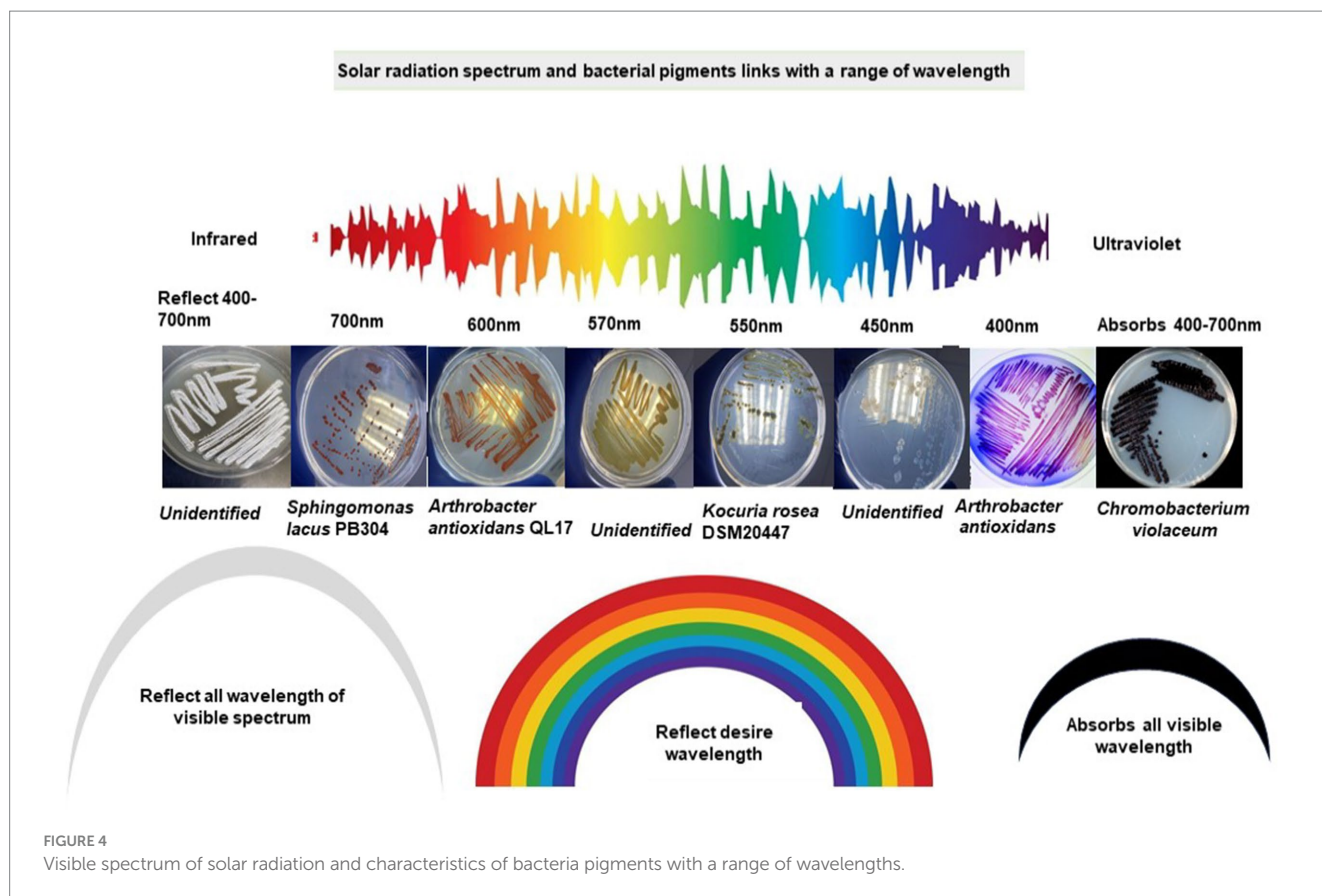 Solar radiation spectrum and bacterial pigments links with a range of wavelength
Infrared
Ultraviolet
Reflect 400-
700nm
700nm
600nm
570nm
550nm
450nm
400nm
Absorbs 400-700nm
Unidentified
Sphingomonas
lacus PB304
Arthrobacter
antioxidans QL17
Unidentified
Kocuria rosea
DSM20447
Unidentified
Arthrobacter
antioxidans
Chromobacterium
violaceum
Reflect all wavelength of
visible spectrum
Reflect desire
wavelength
Absorbs all visible
wavelength
FIGURE 4
Visible spectrum of solar radiation and characteristics of bacteria pigments with a range of wavelengths.